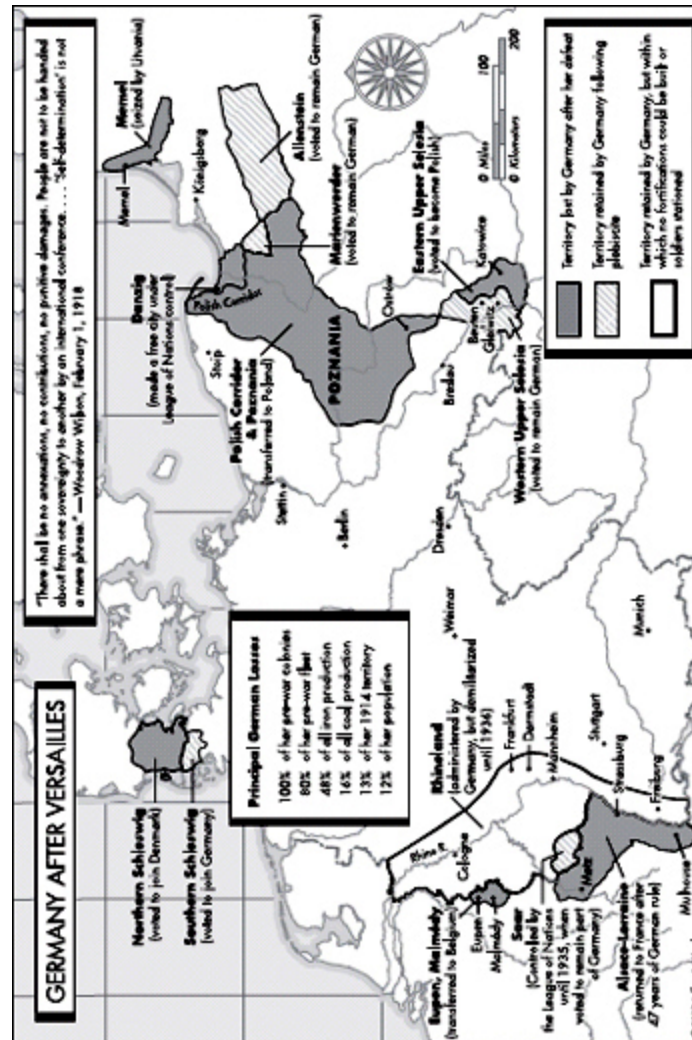 GERMANY AFTER VERSAILLES
"There shall be no annexations, no contributions, no punitive damages. People are not to be handed
about from one sovereignty to another by an international conference. . . . "Self-determination" is not
a mere phrase." — Woodrow Wilson, February 1, 1918
Northern Schleswig
(voted to join Denmark)
Southern Schleswig
(voted to join Germany)
Principal German Losses
100% of her pre-war colonies
80% of her pre-war fleet
48% of all iron production
16% of all coal production
13% of her 1914 territory
12% of her population
Memel
(seized by Lituania)
Memel
Königsberg
Danzig
(made a free city under
League of Nations control)
Polish Corridor
Stolp
Polish Corridor
& Poznania
(transferred to Poland)
POZNANIA
Allenstein
(voted to remain German)
Marienwerder
(voted to remain German)
Stettin
Berlin
Eastern Upper Selesia
(voted to become Polish)
Katowice
Beuten
Gleiwitz
Breslau
Western Upper Selesia
(voted to remain German)
Dresden
Weimar
Rhineland
(administered by
Germany, but demilitarized
until 1936)
Rhine R.
Cologne
Frankfurt
Darmstadt
Mannheim
Stuttgart
Munich
Strassburg
Freiburg
Metz
Eupen, Malmédy
(transferred to Belgium)
Eupen
Malmédy
Saar
(Controlled by
the League of Nations
until 1935, when
voted to remain part
of Germany)
Alsace-Lorraine
(returned to France after
47 years of German rule)
Mulhouse
0 Miles 100
0 Kilometers 200
Territory lost by Germany after her defeat
Territory retained by Germany following
plebiscite
Territory retained by Germany, but within
which no fortifications could be built or
soldiers stationed